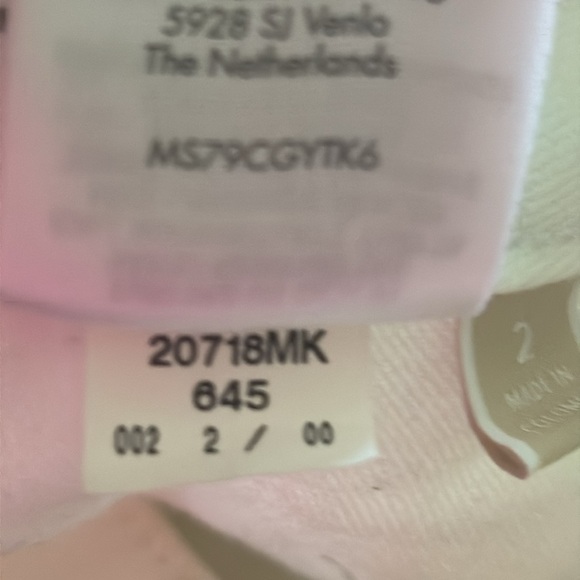 5928 SJ Venlo
The Netherlands
MS79CGYTK6
20718MK
645
002 2 / 00
2
MADE IN